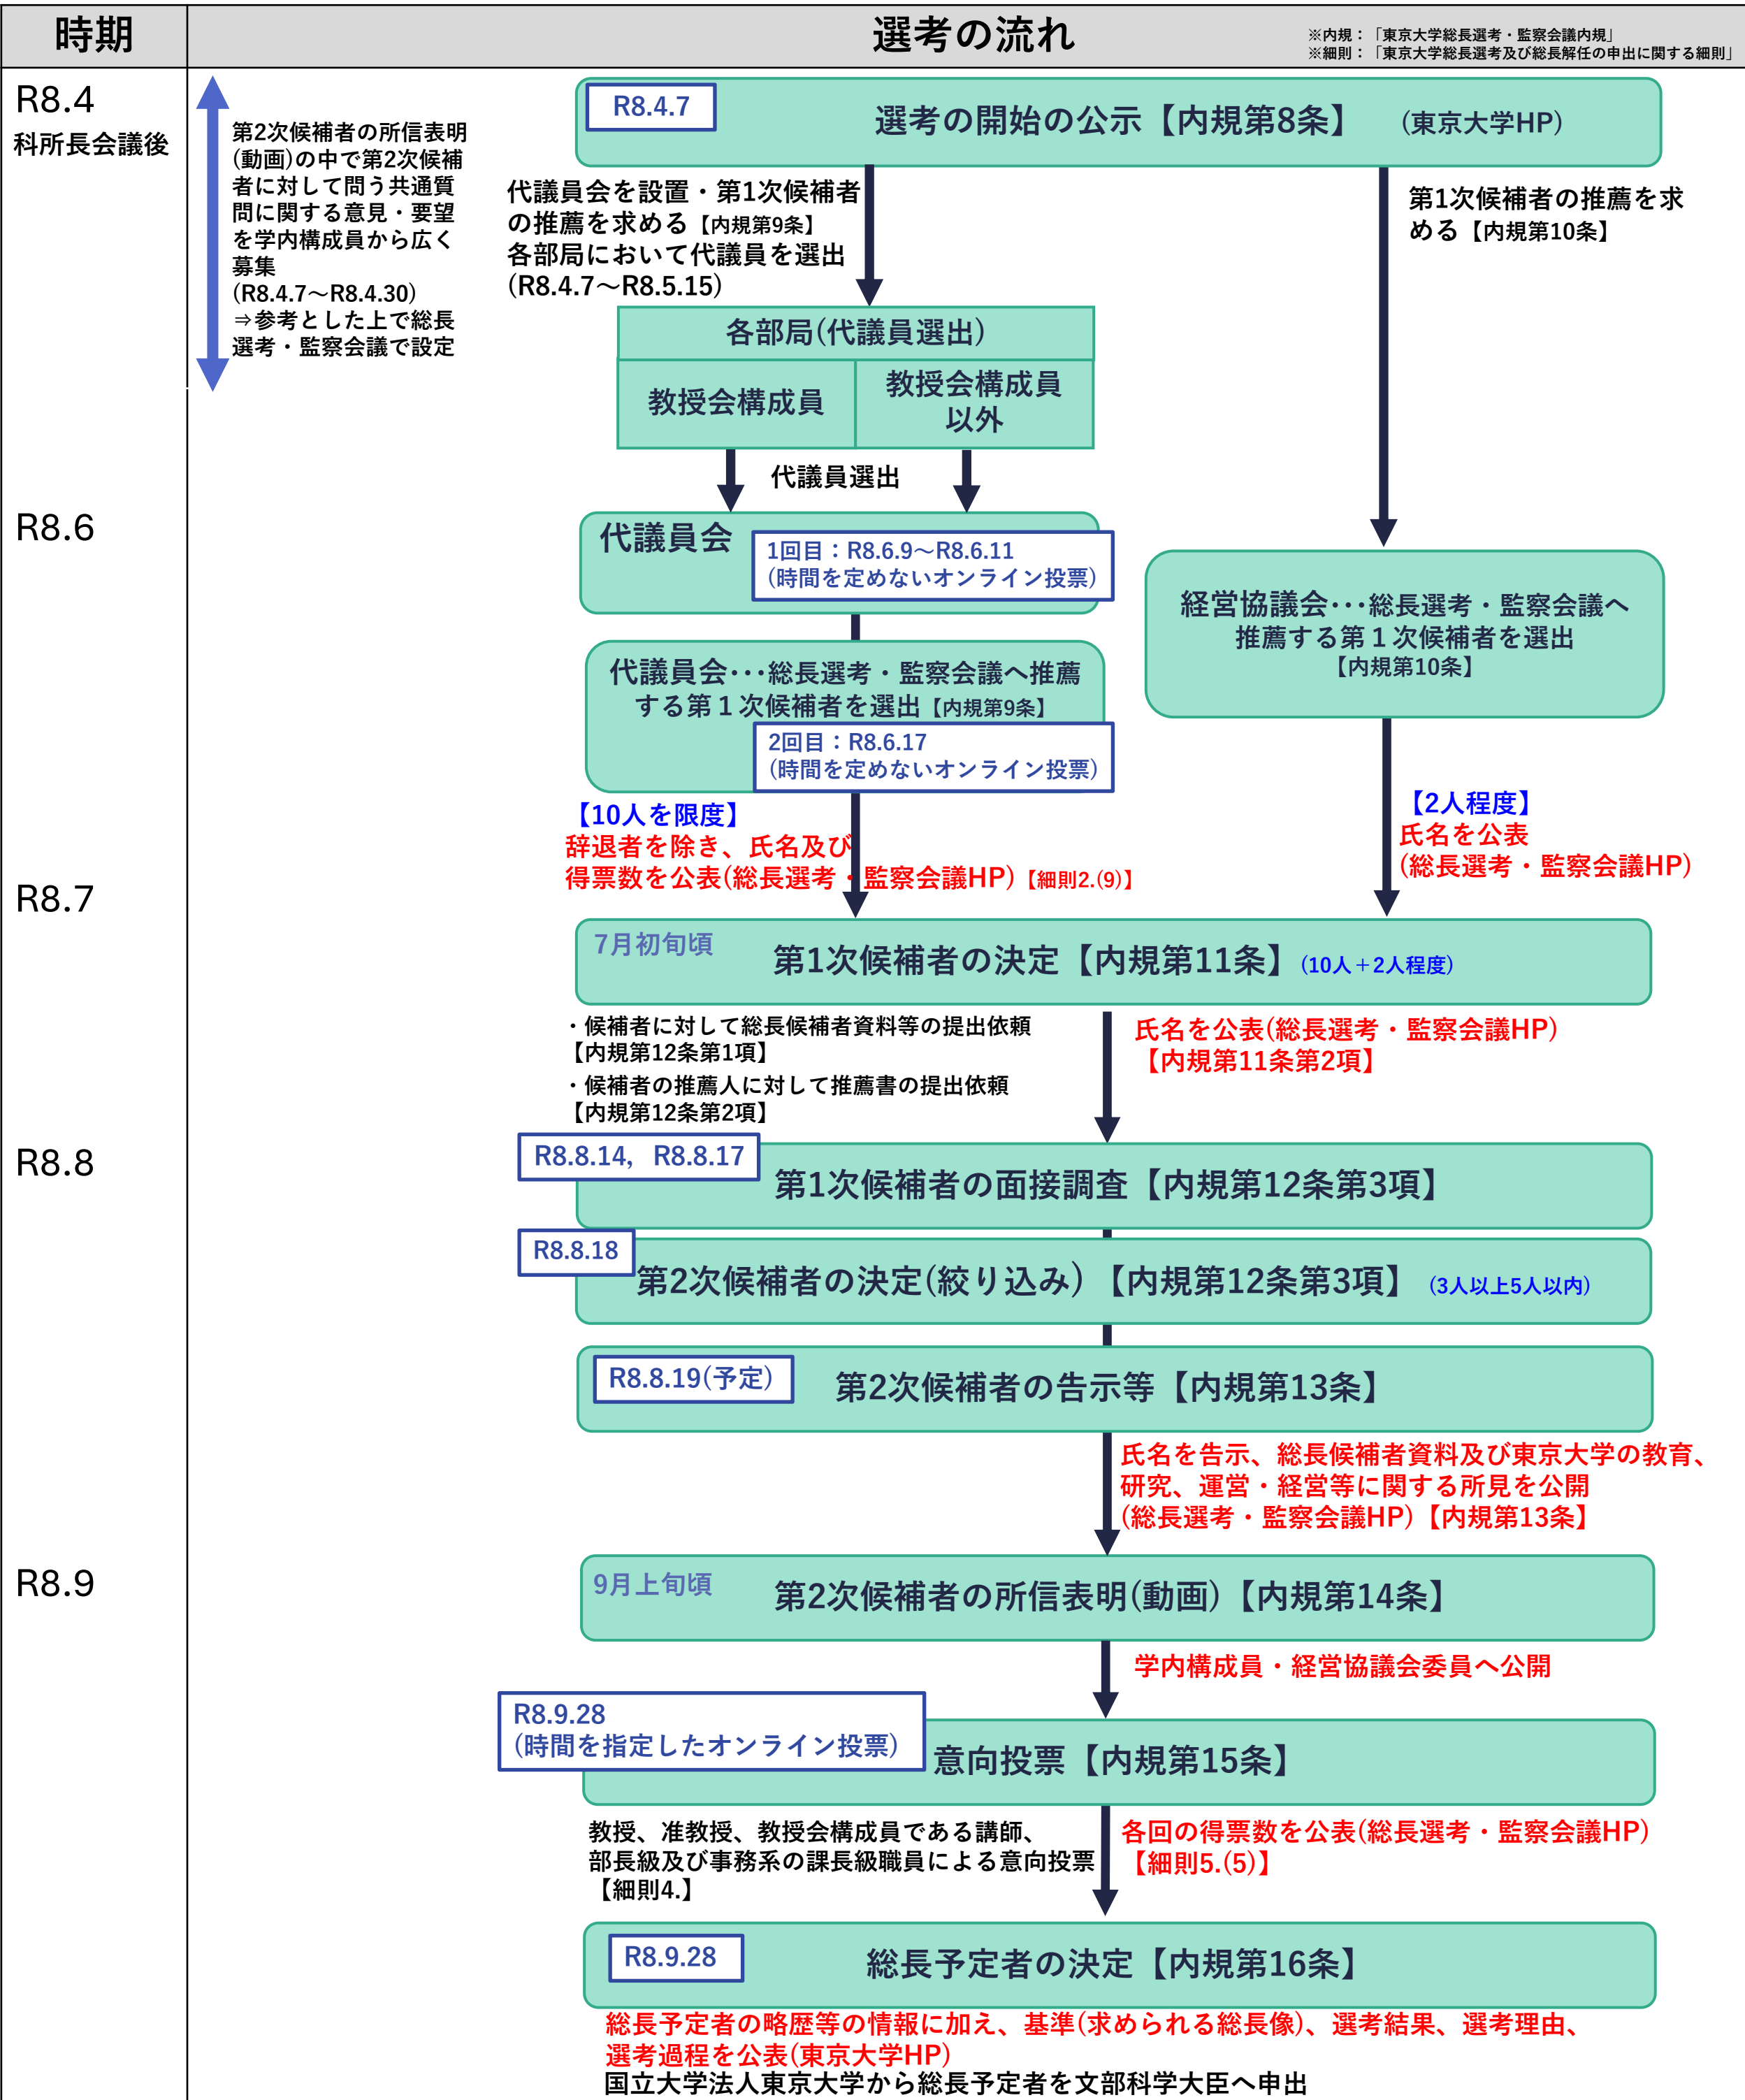 時期
選考の流れ
※内規：「東京大学総長選考・監察会議内規」
※細則：「東京大学総長選考及び総長解任の申出に関する細則」
R8.4
科所長会議後
第2次候補者の所信表明
(動画)の中で第2次候補
者に対して問う共通質
問に関する意見・要望
を学内構成員から広く
募集
(R8.4.7～R8.4.30)
⇒参考とした上で総長
選考・監察会議で設定
R8.4.7
選考の開始の公示【内規第8条】 (東京大学HP)
代議員会を設置・第1次候補者
の推薦を求める【内規第9条】
各部局において代議員を選出
(R8.4.7～R8.5.15)
第1次候補者の推薦を求
める【内規第10条】
各部局(代議員選出)
教授会構成員
教授会構成員
以外
代議員選出
R8.6
代議員会
1回目：R8.6.9～R8.6.11
(時間を定めないオンライン投票)
経営協議会･･･総長選考・監察会議へ
推薦する第１次候補者を選出
【内規第10条】
代議員会･･･総長選考・監察会議へ推薦
する第１次候補者を選出【内規第9条】
2回目：R8.6.17
(時間を定めないオンライン投票)
【10人を限度】
辞退者を除き、氏名及び
得票数を公表(総長選考・監察会議HP)【細則2.(9)】
【2人程度】
氏名を公表
(総長選考・監察会議HP)
R8.7
7月初旬頃
第1次候補者の決定【内規第11条】(10人＋2人程度)
・候補者に対して総長候補者資料等の提出依頼
【内規第12条第1項】
・候補者の推薦人に対して推薦書の提出依頼
【内規第12条第2項】
氏名を公表(総長選考・監察会議HP)
【内規第11条第2項】
R8.8
R8.8.14，R8.8.17
第1次候補者の面接調査【内規第12条第3項】
R8.8.18
第2次候補者の決定(絞り込み)【内規第12条第3項】 (3人以上5人以内)
R8.8.19(予定)
第2次候補者の告示等【内規第13条】
氏名を告示、総長候補者資料及び東京大学の教育、
研究、運営・経営等に関する所見を公開
(総長選考・監察会議HP)【内規第13条】
R8.9
9月上旬頃
第2次候補者の所信表明(動画)【内規第14条】
学内構成員・経営協議会委員へ公開
R8.9.28
(時間を指定したオンライン投票)
意向投票【内規第15条】
教授、准教授、教授会構成員である講師、
部長級及び事務系の課長級職員による意向投票
【細則4.】
各回の得票数を公表(総長選考・監察会議HP)
【細則5.(5)】
R8.9.28
総長予定者の決定【内規第16条】
総長予定者の略歴等の情報に加え、基準(求められる総長像)、選考結果、選考理由、
選考過程を公表(東京大学HP)
国立大学法人東京大学から総長予定者を文部科学大臣へ申出